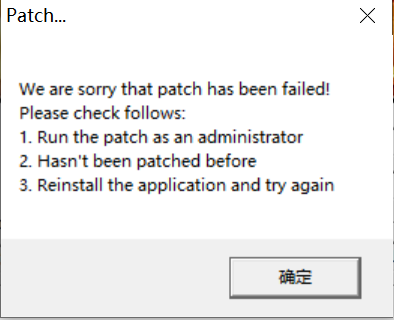 Patch...
We are sorry that patch has been failed!
Please check follows:
1. Run the patch as an administrator
2. Hasn't been patched before
3. Reinstall the application and try again
确定